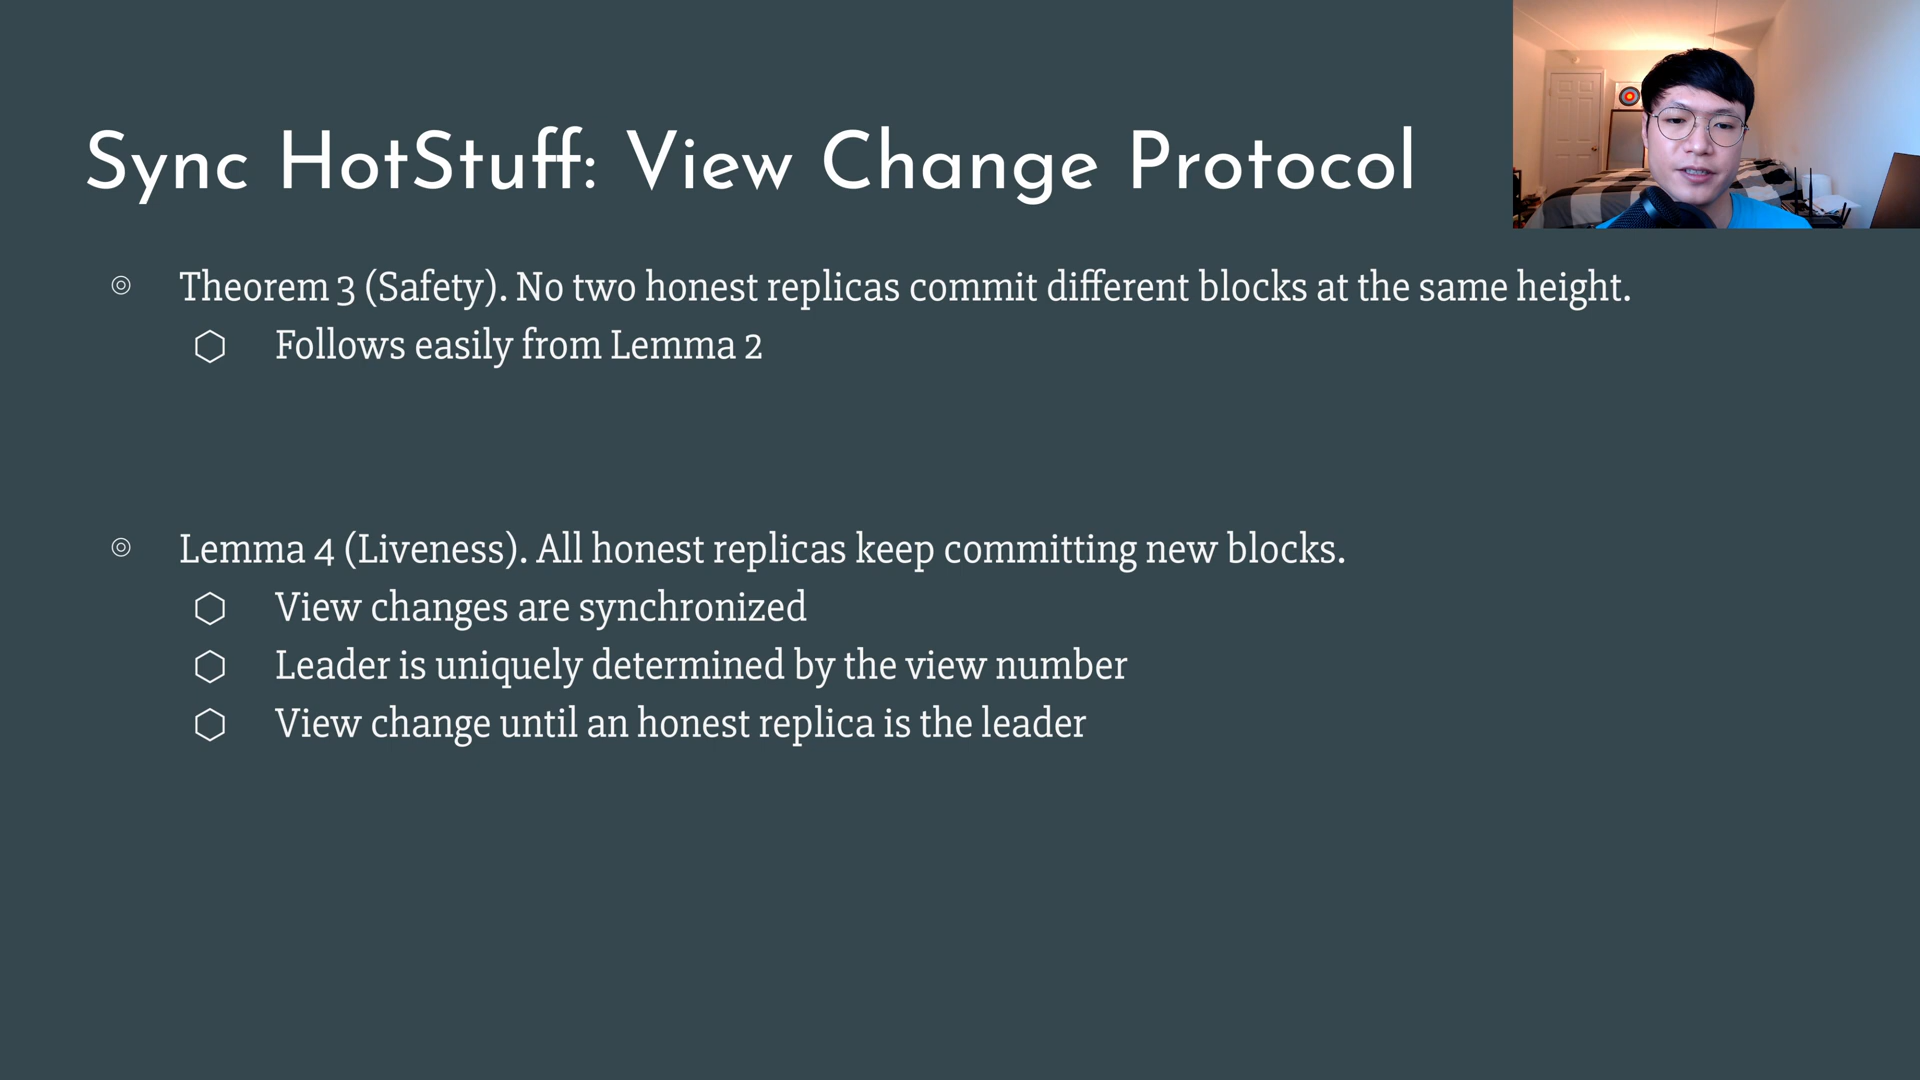 Sync HotStuff: View Change Protocol
Theorem 3 (Safety). No two honest replicas commit different blocks at the same height.
Follows easily from Lemma 2
Lemma 4 (Liveness). All honest replicas keep committing new blocks.
View changes are synchronized
Leader is uniquely determined by the view number
View change until an honest replica is the leader